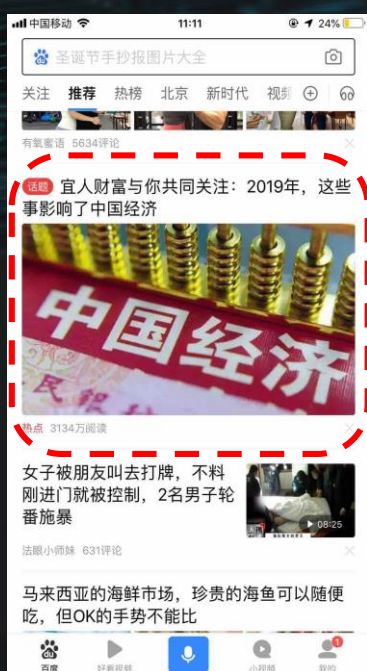 中国移动 11:11 24%
圣诞节手抄报图片大全
关注 推荐 热榜 北京 新时代 视频
有氧蜜语 5634评论
话题 宜人财富与你共同关注：2019年，这些
事影响了中国经济
中国经济
民 银
热点 3134万阅读
女子被朋友叫去打牌，不料
刚进门就被控制，2名男子轮
番施暴
08:25
法眼小师妹 631评论
马来西亚的海鲜市场，珍贵的海鱼可以随便
吃，但OK的手势不能比
du 1
百度 好看视频 小视频 我的